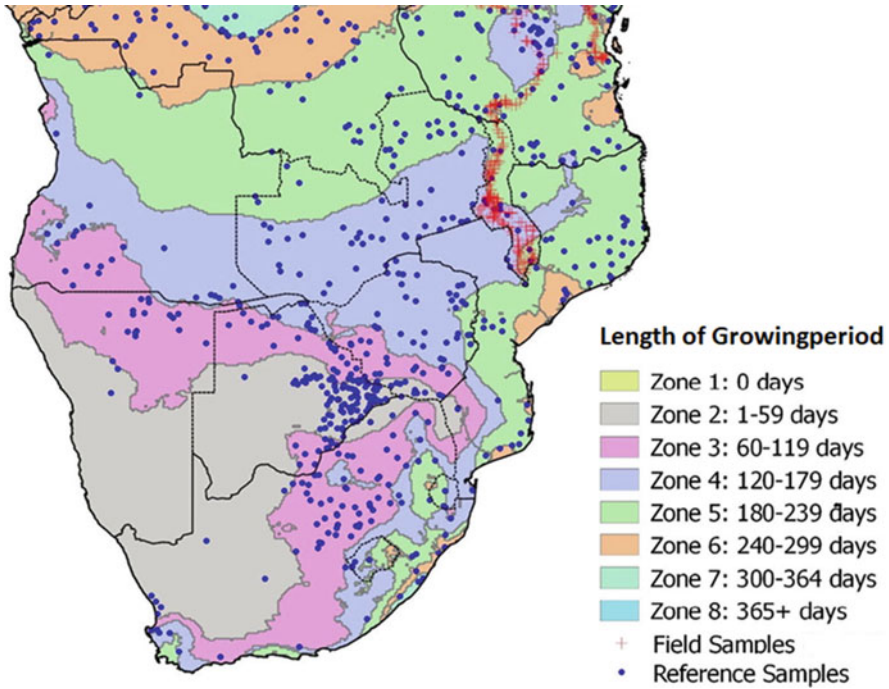 Length of Growingperiod
Zone 1: 0 days
Zone 2: 1-59 days
Zone 3: 60-119 days
Zone 4: 120-179 days
Zone 5: 180-239 days
Zone 6: 240-299 days
Zone 7: 300-364 days
Zone 8: 365+ days
Field Samples
Reference Samples